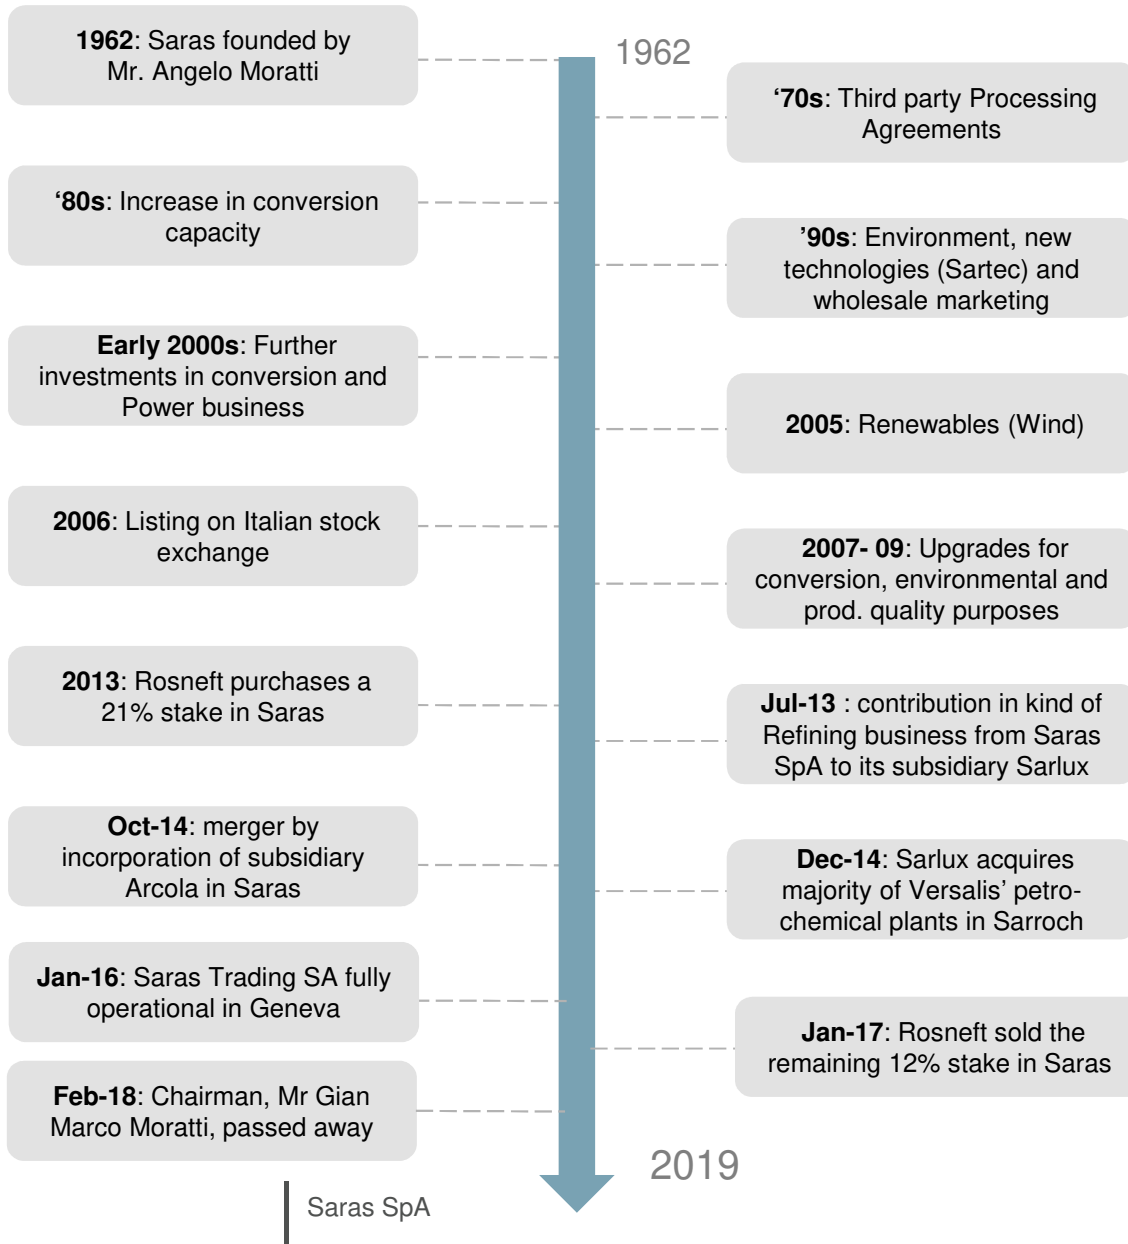 1962: Saras founded by
Mr. Angelo Moratti
1962
‘70s: Third party Processing
Agreements
‘80s: Increase in conversion
capacity
’90s: Environment, new
technologies (Sartec) and
wholesale marketing
Early 2000s: Further
investments in conversion and
Power business
2005: Renewables (Wind)
2006: Listing on Italian stock
exchange
2007- 09: Upgrades for
conversion, environmental and
prod. quality purposes
2013: Rosneft purchases a
21% stake in Saras
Jul-13 : contribution in kind of
Refining business from Saras
SpA to its subsidiary Sarlux
Oct-14: merger by
incorporation of subsidiary
Arcola in Saras
Dec-14: Sarlux acquires
majority of Versalis’ petro-
chemical plants in Sarroch
Jan-16: Saras Trading SA fully
operational in Geneva
Jan-17: Rosneft sold the
remaining 12% stake in Saras
Feb-18: Chairman, Mr Gian
Marco Moratti, passed away
2019
Saras SpA